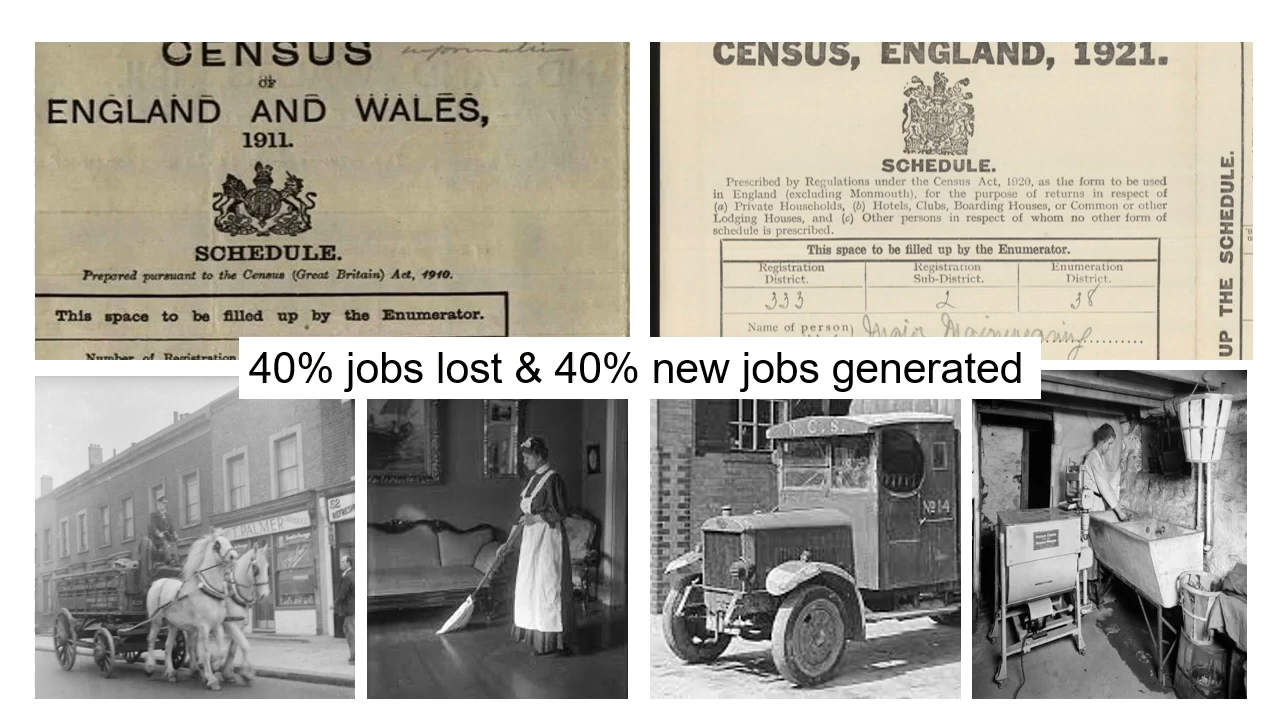 CENSUS
OF
ENGLAND AND WALES,
1911.
SCHEDULE.
Prepared pursuant to the Census (Great Britain) Act, 1910.
This space to be filled up by the Enumerator.
Number of Registration
CENSUS, ENGLAND, 1921.
SCHEDULE.
Prescribed by Regulations under the Census Act, 1920, as the form to be used
in England (excluding Monmouth), for the purpose of returns in respect of
(a) Private Households, (b) Hotels, Clubs, Boarding Houses, or Common or other
Lodging Houses, and (c) Other persons in respect of whom no other form of
schedule is prescribed.
This space to be filled up by the Enumerator.
Registration District.
Registration Sub-District.
Enumeration District.
333
2
38
Name of person
Major Mainwaring
UP THE SCHEDULE.
40% jobs lost & 40% new jobs generated
PALMER
N.C.S.
No 14